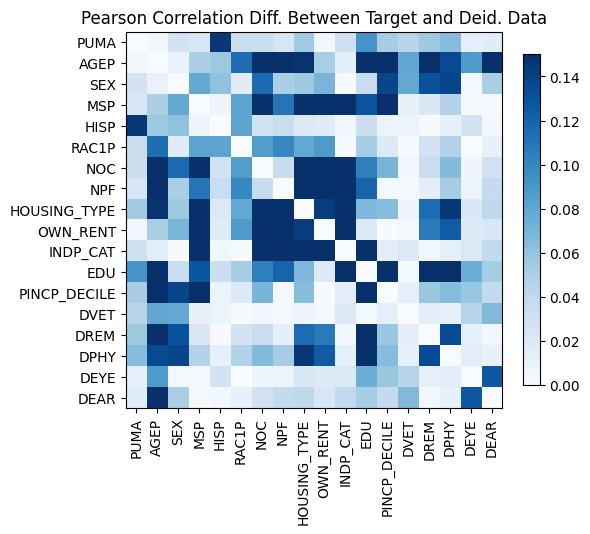 Pearson Correlation Diff. Between Target and Deid. Data
PUMA
AGEP
SEX
MSP
HISP
RAC1P
NOC
NPF
HOUSING_TYPE
OWN_RENT
INDP_CAT
EDU
PINCP_DECILE
DVET
DREM
DPHY
DEYE
DEAR
PUMA
AGEP
SEX
MSP
HISP
RAC1P
NOC
NPF
HOUSING_TYPE
OWN_RENT
INDP_CAT
EDU
PINCP_DECILE
DVET
DREM
DPHY
DEYE
DEAR
0.14
0.12
0.10
0.08
0.06
0.04
0.02
0.00